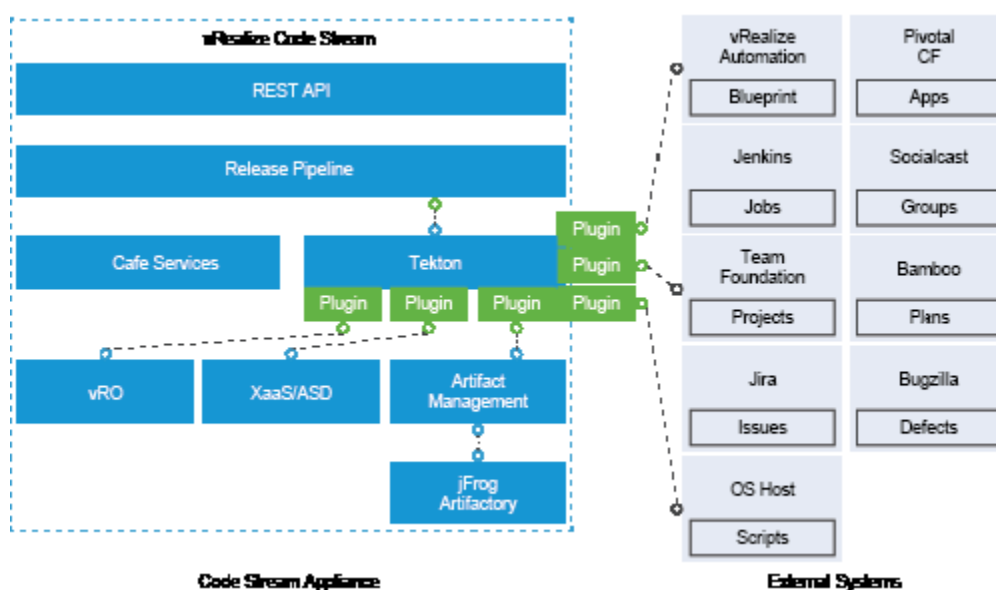 vRealize Code Stream
REST API
Release Pipeline
Cafe Services
Tekton
Plugin
Plugin
Plugin
Plugin
Plugin
Plugin
vRO
XaaS/ASD
Artifact
Management
jFrog
Artifactory
Code Stream Appliance
vRealize
Automation
Blueprint
Pivotal
CF
Apps
Jenkins
Jobs
Socialcast
Groups
Team
Foundation
Projects
Bamboo
Plans
Jira
Issues
Bugzilla
Defects
OS Host
Scripts
External Systems